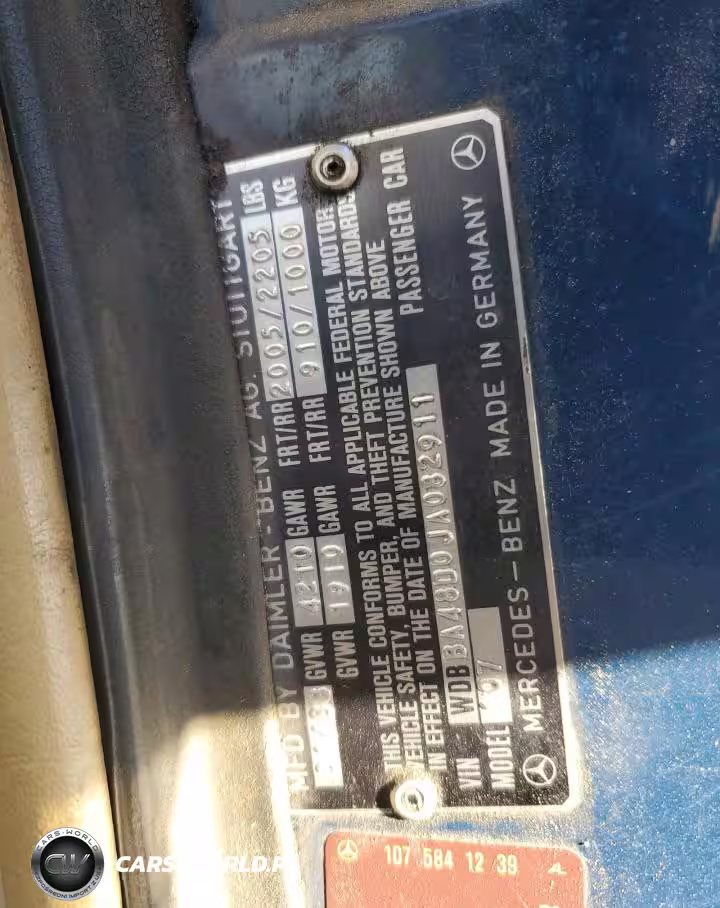 MFD BY DAIMLER-BENZ AG. STUTTGART
GVWR 4210 GAWR FRT/RR 2005/2205 LBS
GVWR 1910 GAWR FRT/RR 910/1000 KG
THIS VEHICLE CONFORMS TO ALL APPLICABLE FEDERAL MOTOR
VEHICLE SAFETY, BUMPER, AND THEFT PREVENTION STANDARDS
IN EFFECT ON THE DATE OF MANUFACTURE SHOWN ABOVE
VIN WDBBA48D0JA082911 PASSENGER CAR
MODEL 107
MERCEDES-BENZ MADE IN GERMANY
107 584 12 39
CARS-WORLD
CW